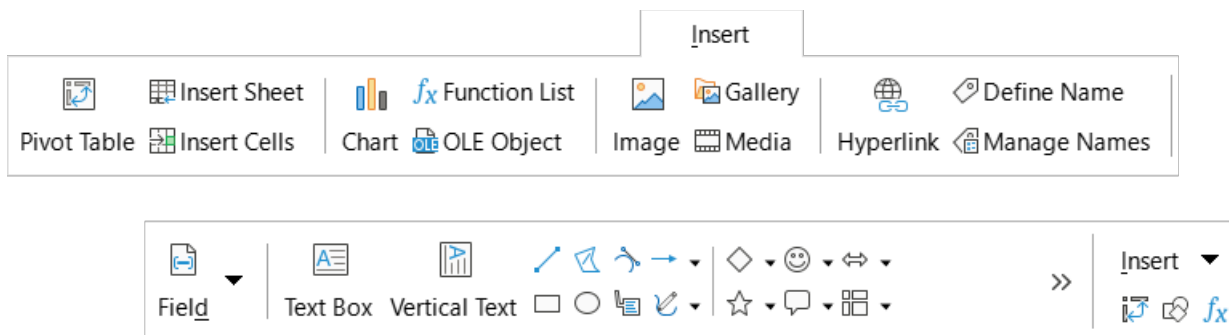 Insert
Insert Sheet Function List Gallery Define Name
Pivot Table Insert Cells Chart OLE Object Image Media Hyperlink Manage Names
Insert
Field Text Box Vertical Text